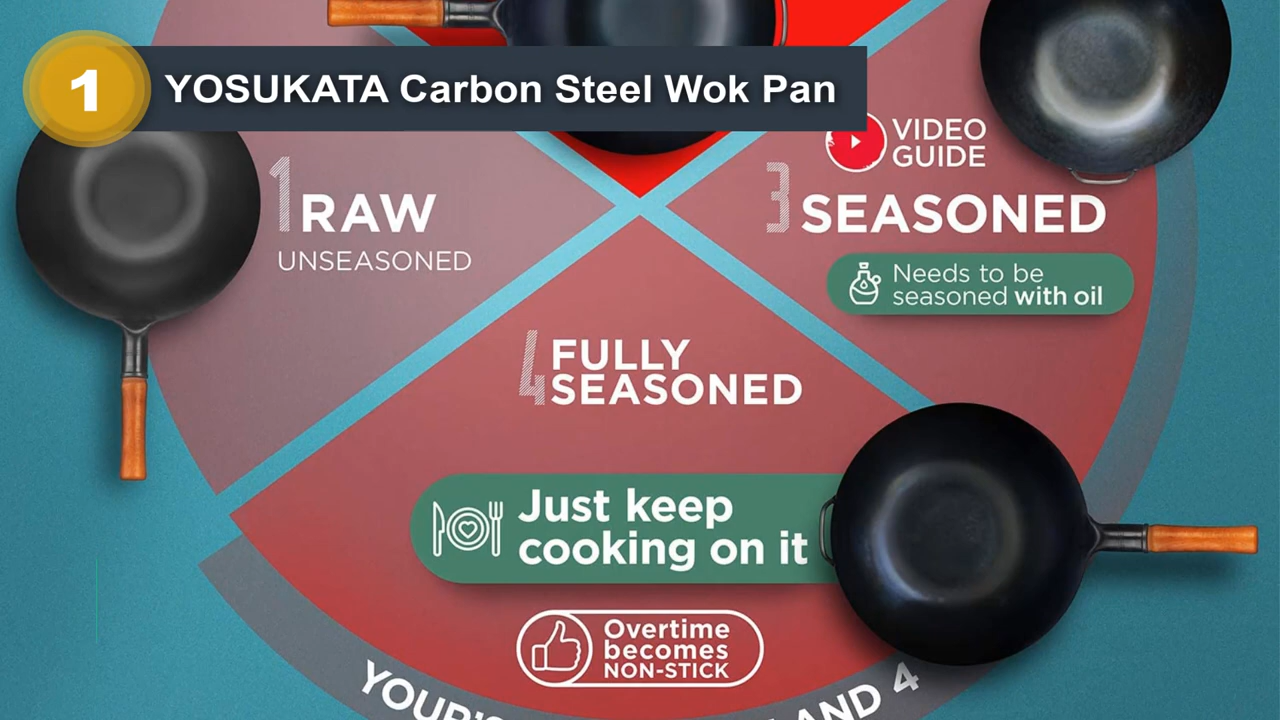 1
YOSUKATA Carbon Steel Wok Pan
VIDEO
GUIDE
1 RAW
UNSEASONED
3 SEASONED
Needs to be
seasoned with oil
4 FULLY
SEASONED
Just keep
cooking on it
Overtime
becomes
NON-STICK
AND 4